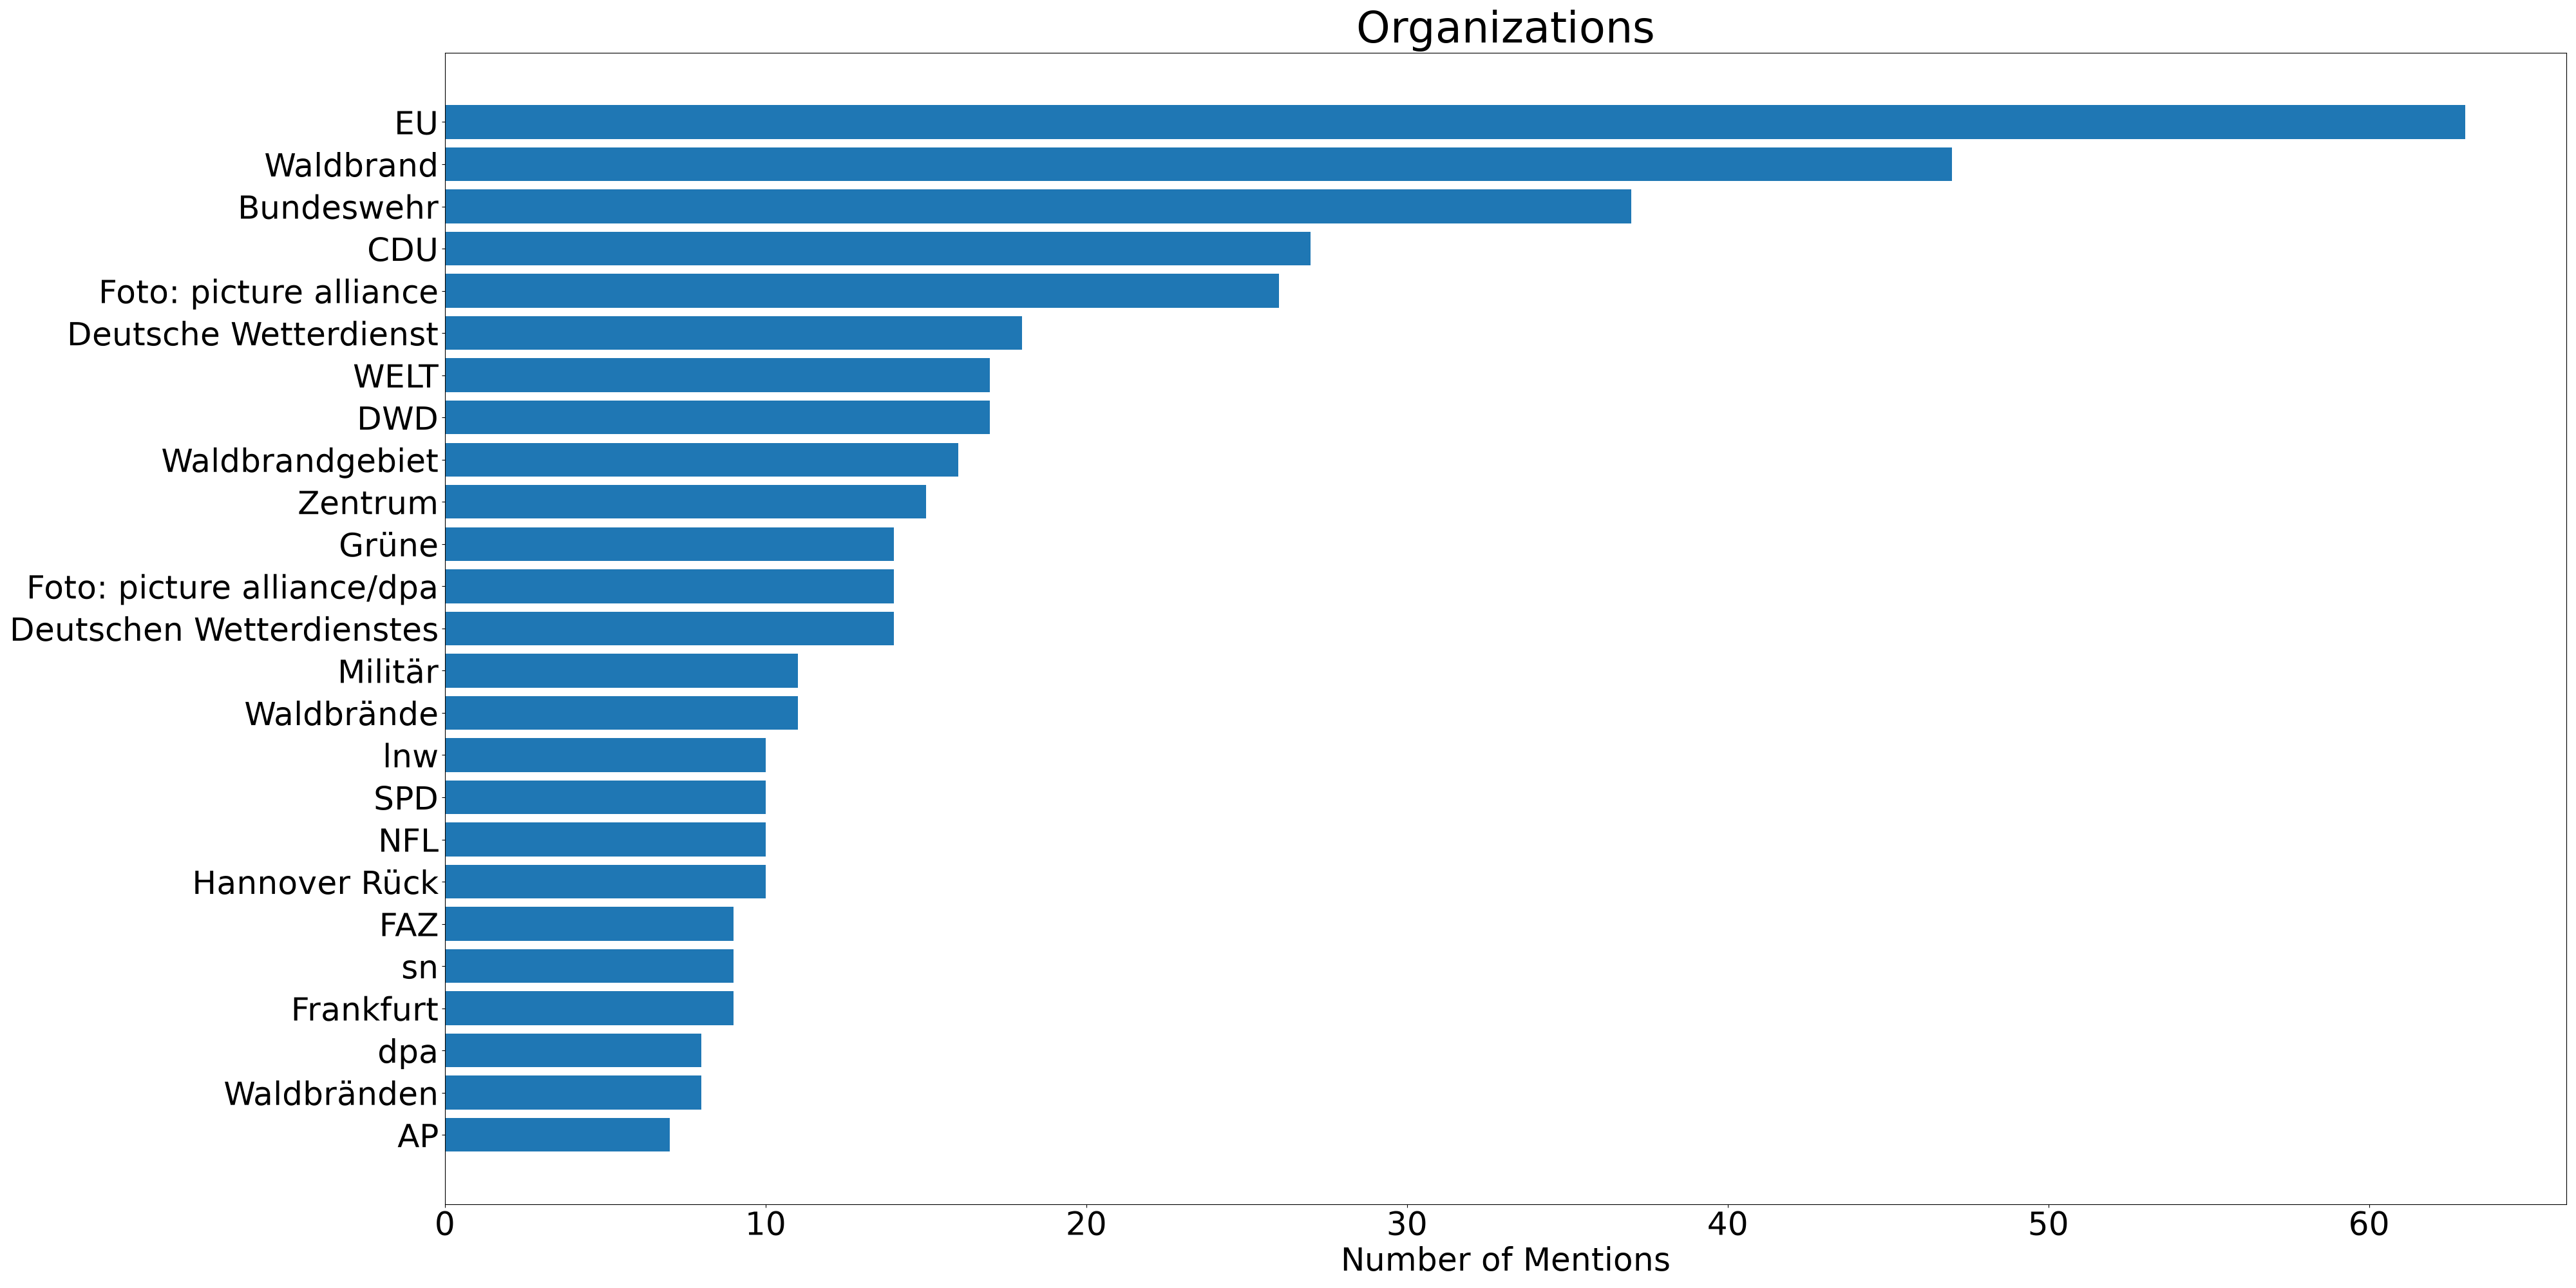 Organizations
EU
Waldbrand
Bundeswehr
CDU
Foto: picture alliance
Deutsche Wetterdienst
WELT
DWD
Waldbrandgebiet
Zentrum
Grüne
Foto: picture alliance/dpa
Deutschen Wetterdienstes
Militär
Waldbrände
lnw
SPD
NFL
Hannover Rück
FAZ
sn
Frankfurt
dpa
Waldbränden
AP
0 10 20 30 40 50 60
Number of Mentions